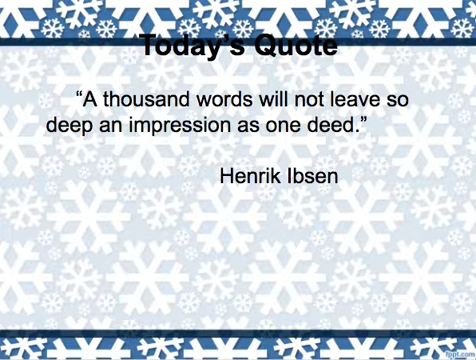 Today’s Quote
“A thousand words will not leave so
deep an impression as one deed.”
Henrik Ibsen
fppt.com